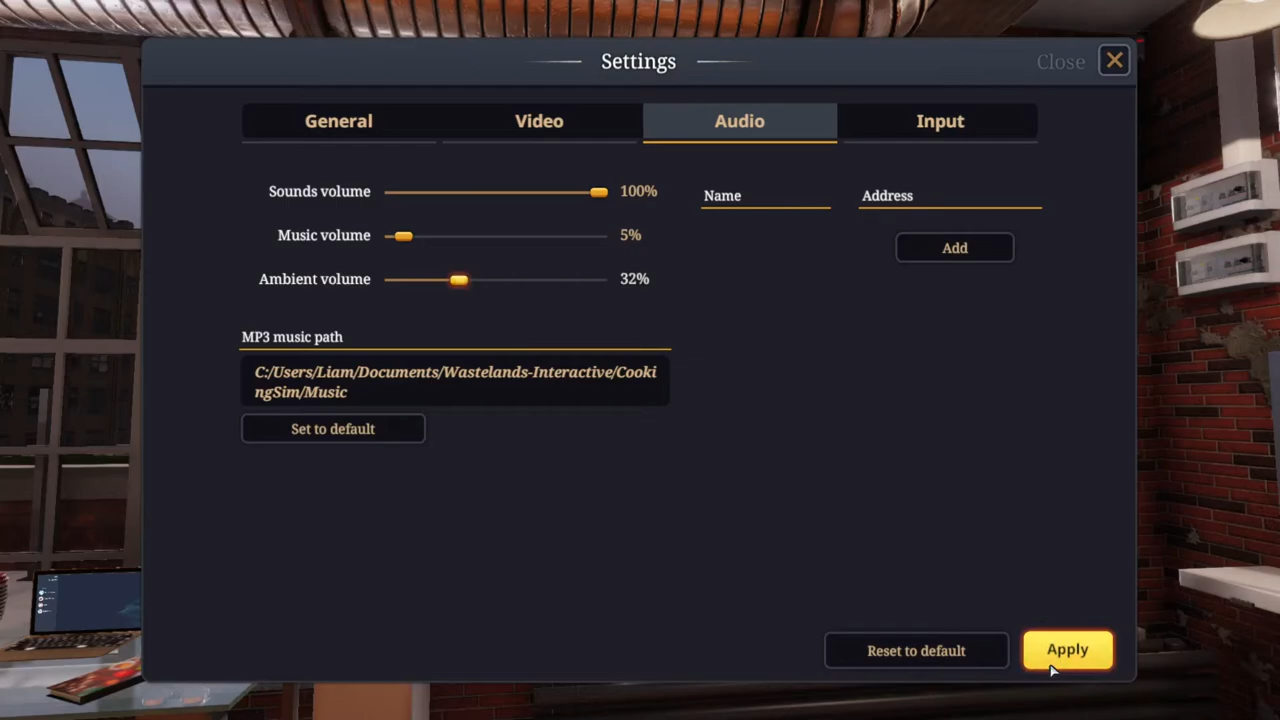 Settings
Close
General
Video
Audio
Input
Sounds volume
100%
Music volume
5%
Ambient volume
32%
Name
Address
Add
MP3 music path
C:/Users/Liam/Documents/Wastelands-Interactive/Cooki
ngSim/Music
Set to default
Reset to default
Apply